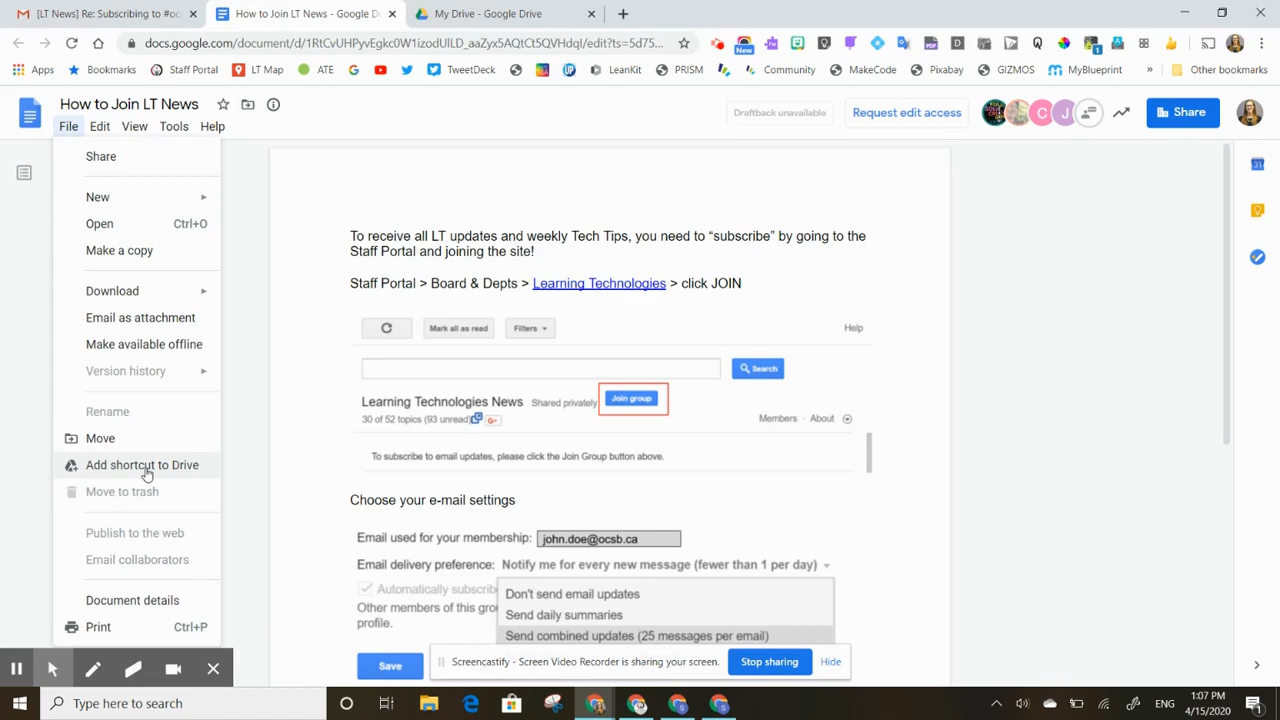 [LT News] Re: Subscribing to #oc
How to Join LT News - Google D
My Drive - Google Drive
docs.google.com/document/d/
Apps
Bookmarks
Staff Portal
LT Map
ATE
TweetDeck
LeanKit
PRISM
Community
MakeCode
Pixabay
GIZMOS
MyBlueprint
Other bookmarks
New
How to Join LT News
File Edit View Tools Help
Draftback unavailable
Request edit access
C J
Share
Share
New
Open Ctrl+O
Make a copy
Download
Email as attachment
Make available offline
Version history
Rename
Move
Add shortcut to Drive
Move to trash
Publish to the web
Email collaborators
Document details
Print Ctrl+P
To receive all LT updates and weekly Tech Tips, you need to “subscribe” by going to the
Staff Portal and joining the site!
Staff Portal > Board & Depts > Learning Technologies > click JOIN
Mark all as read Filters Help
Search
Learning Technologies News Shared privately Join group
30 of 52 topics (93 unread) G+ Members · About
To subscribe to email updates, please click the Join Group button above.
Choose your e-mail settings
Email used for your membership: john.doe@ocsb.ca
Email delivery preference: Notify me for every new message (fewer than 1 per day)
Automatically subscribe
Don't send email updates
Other members of this gro
Send daily summaries
profile.
Send combined updates (25 messages per email)
Save
Screencastify - Screen Video Recorder is sharing your screen. Stop sharing Hide
Type here to search
ENG
1:07 PM
4/15/2020